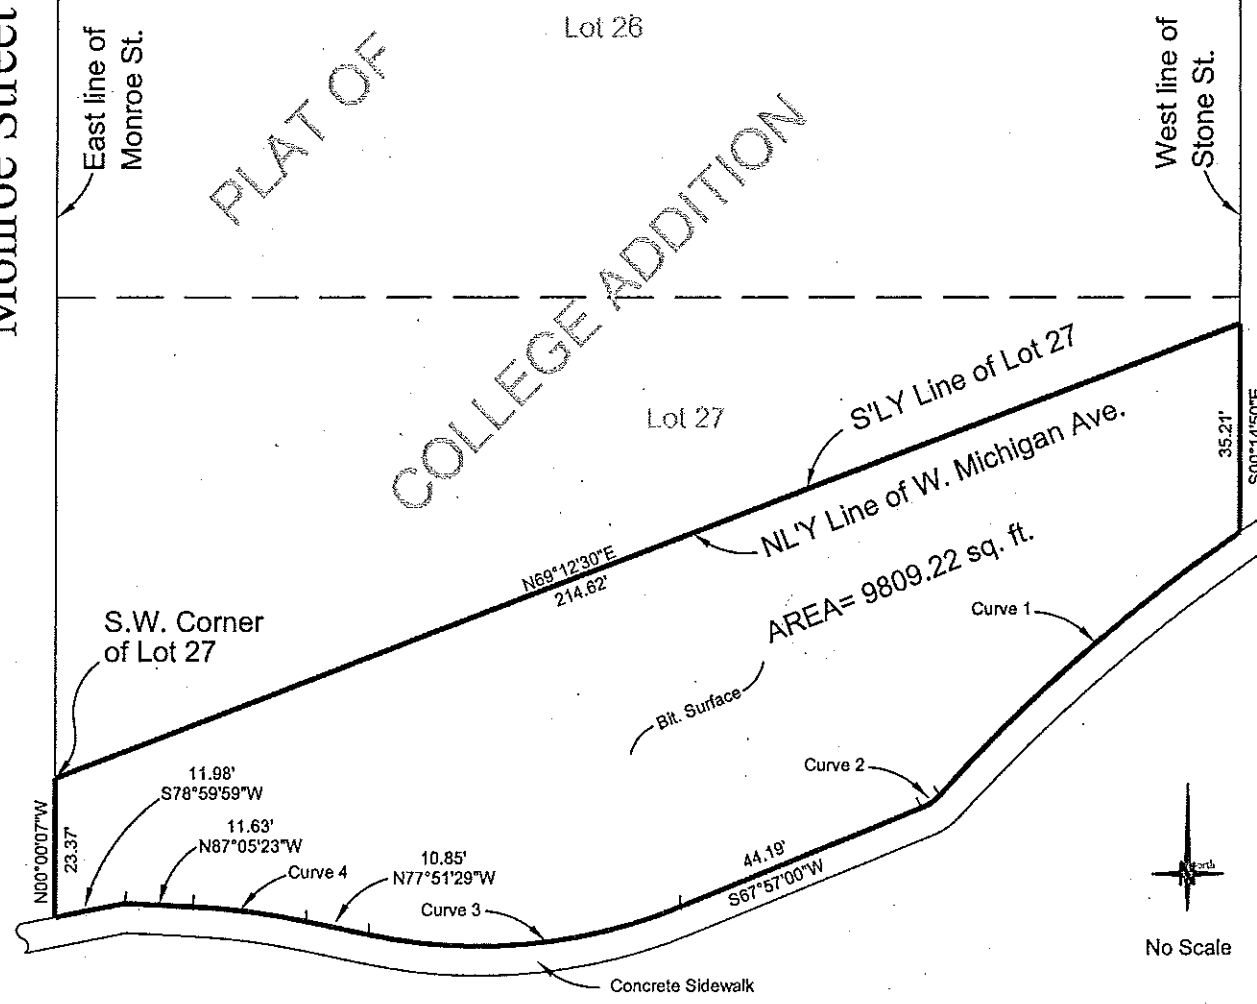 Monroe Street
East line of
Monroe St.
Lot 26
PLAT OF
COLLEGE ADDITION
West line of
Stone St.
Lot 27
S'LY Line of Lot 27
NL'Y Line of W. Michigan Ave.
35.21'
S00°14'50"E
N69°12'30"E
214.62'
AREA= 9809.22 sq. ft.
Curve 1
S.W. Corner
of Lot 27
Bit. Surface
Curve 2
11.98'
S78°59'59"W
N00°00'07"W
23.37'
11.63'
N87°05'23"W
Curve 4
10.85'
N77°51'29"W
Curve 3
44.19'
S67°57'00"W
North
No Scale
Concrete Sidewalk